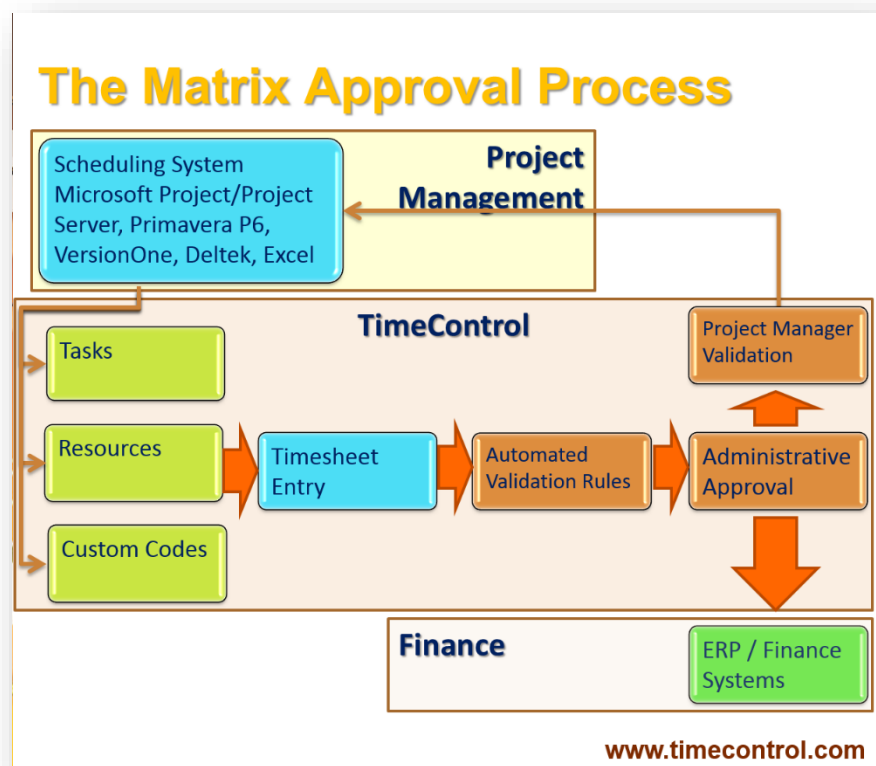 The Matrix Approval Process
Scheduling System
Microsoft Project/Project
Server, Primavera P6,
VersionOne, Deltek, Excel
Project
Management
TimeControl
Tasks
Resources
Custom Codes
Timesheet
Entry
Automated
Validation Rules
Project Manager
Validation
Administrative
Approval
Finance
ERP / Finance
Systems
www.timecontrol.com